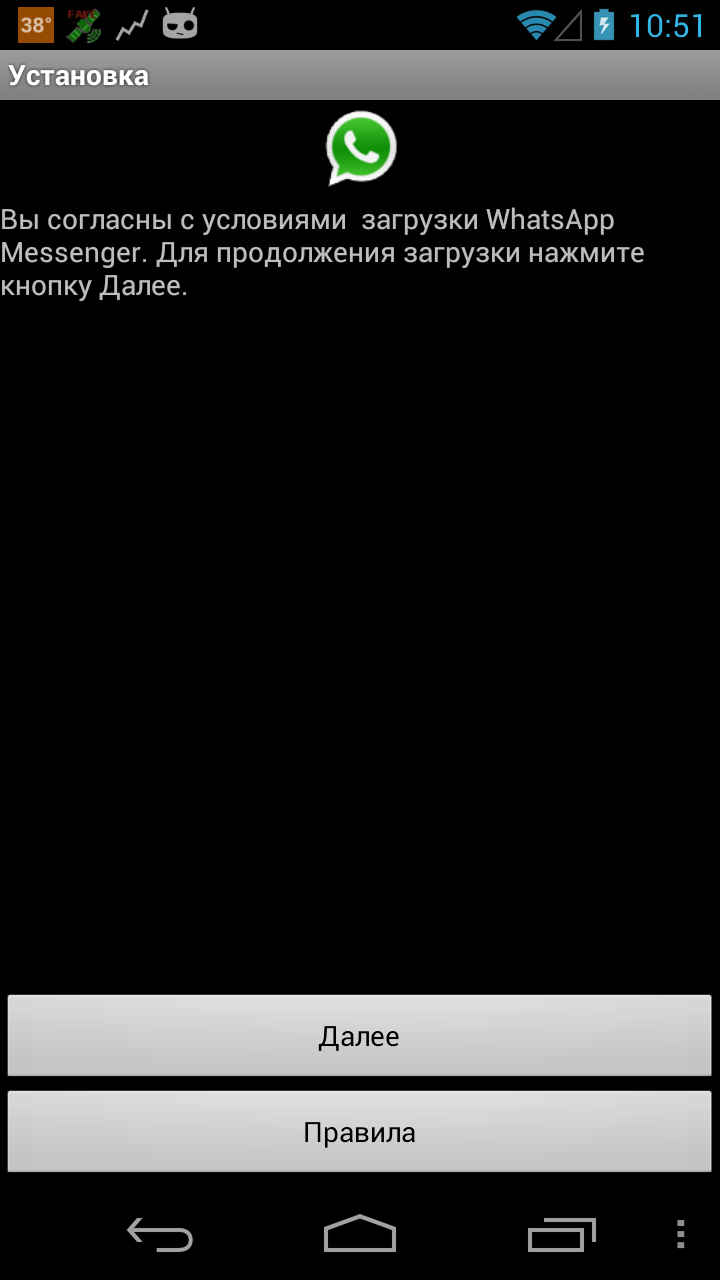 38°
FAKE
10:51
Установка
Вы согласны с условиями  загрузки WhatsApp
Messenger. Для продолжения загрузки нажмите
кнопку Далее.
Далее
Правила